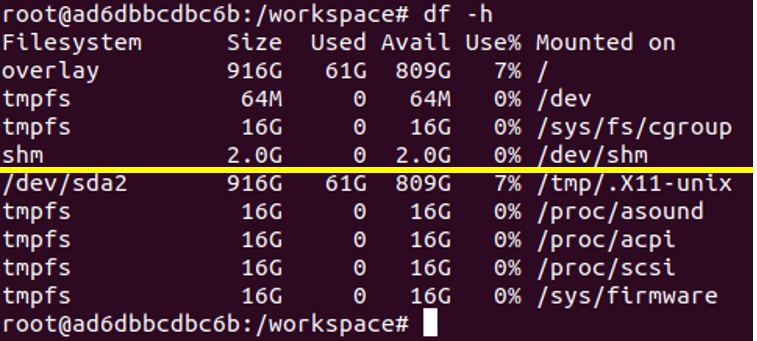 root@ad6dbbcdbc6b:/workspace# df -h
Filesystem      Size  Used Avail Use% Mounted on
overlay         916G   61G  809G   7% /
tmpfs            64M     0   64M   0% /dev
tmpfs            16G     0   16G   0% /sys/fs/cgroup
shm             2.0G     0  2.0G   0% /dev/shm
/dev/sda2       916G   61G  809G   7% /tmp/.X11-unix
tmpfs            16G     0   16G   0% /proc/asound
tmpfs            16G     0   16G   0% /proc/acpi
tmpfs            16G     0   16G   0% /proc/scsi
tmpfs            16G     0   16G   0% /sys/firmware
root@ad6dbbcdbc6b:/workspace#